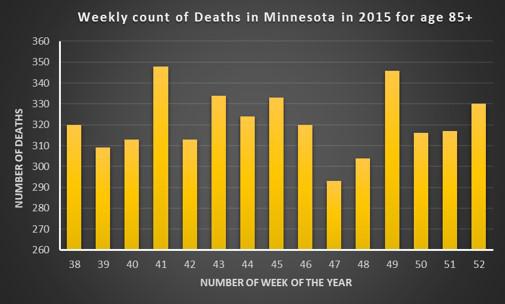 Weekly count of Deaths in Minnesota in 2015 for age 85+
360
350
340
330
320
310
300
290
280
270
260
NUMBER OF DEATHS
38 39 40 41 42 43 44 45 46 47 48 49 50 51 52
NUMBER OF WEEK OF THE YEAR